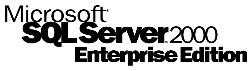 Microsoft
SQL Server 2000
Enterprise Edition